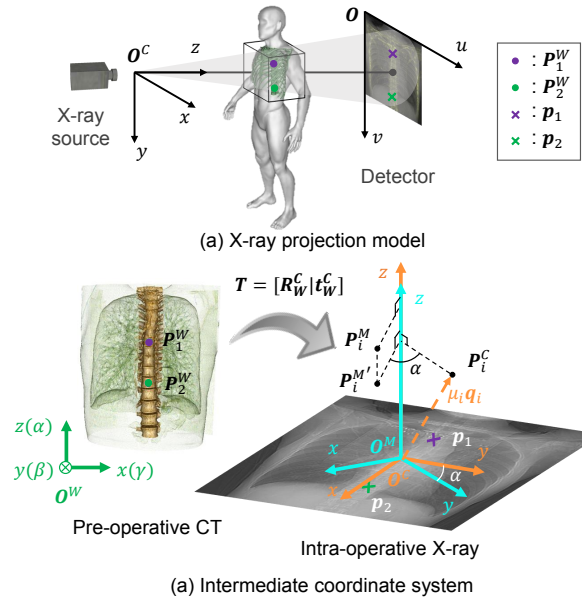 O^C
z
x
y
X-ray
source
O
u
v
Detector
: P_1^W
: P_2^W
: p_1
: p_2
(a) X-ray projection model
T = [R_W^C|t_W^C]
P_1^W
P_2^W
z(α)
y(β)
x(γ)
O^W
Pre-operative CT
z
z
P_i^M
P_i^{M'}
α
P_i^C
μ_i q_i
O^M
p_1
x
y
O^C
α
x
y
p_2
Intra-operative X-ray
(a) Intermediate coordinate system